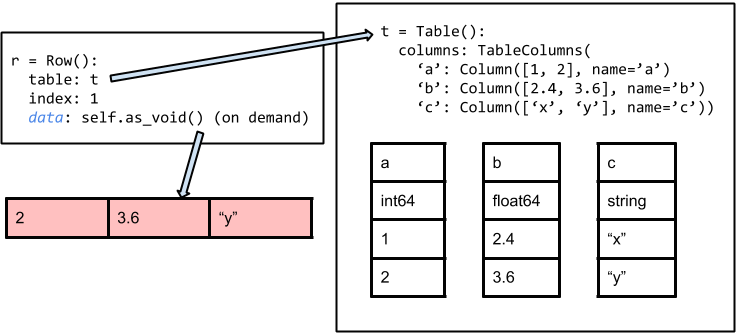 r = Row():
table: t
index: 1
data: self.as_void() (on demand)
2 3.6 “y”
t = Table():
columns: TableColumns(
‘a’: Column([1, 2], name=’a’)
‘b’: Column([2.4, 3.6], name=’b’)
‘c’: Column([‘x’, ‘y’], name=’c’))
a b c
int64 float64 string
1 2.4 “x”
2 3.6 “y”